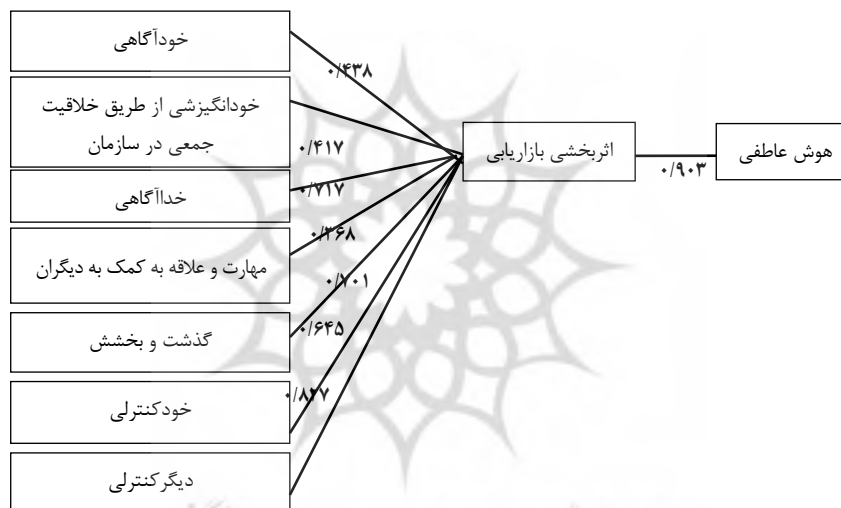 خودآگاهی
۰/۴۳۸
خودانگیزشی از طریق خلاقیت
جمعی در سازمان
۰/۴۱۷
اثربخشی بازاریابی
هوش عاطفی
۰/۹۰۳
خداآگاهی
۰/۷۱۷
۰/۳۶۸
مهارت و علاقه به کمک به دیگران
۰/۷۰۱
گذشت و بخشش
۰/۶۴۵
خودکنترلی
۰/۸۲۷
دیگرکنترلی